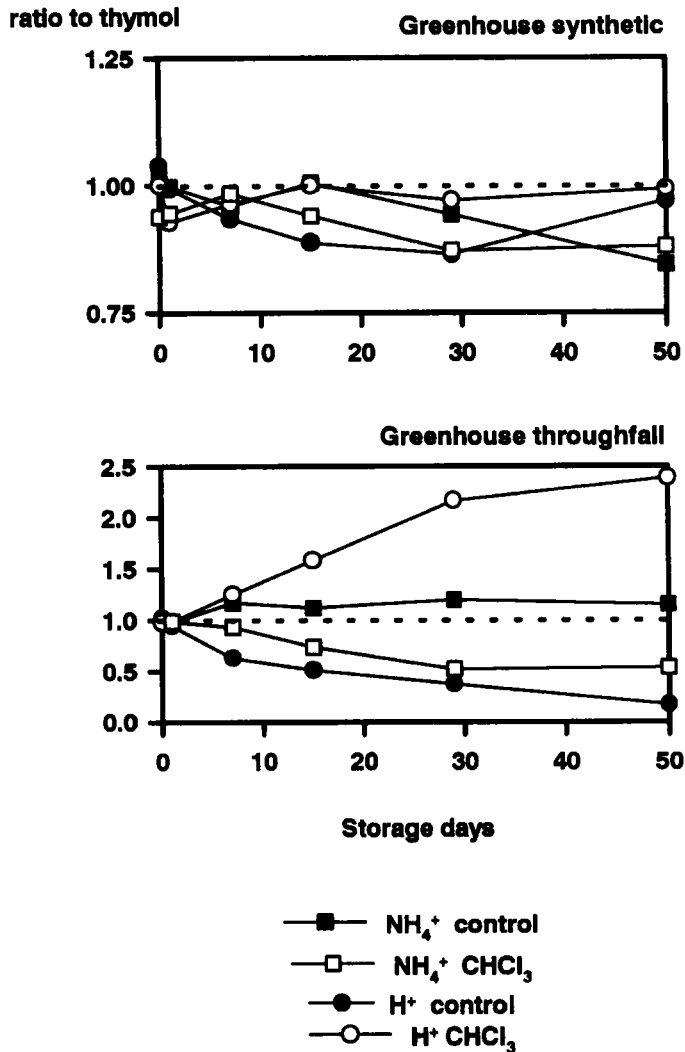 ratio to thymol
Greenhouse synthetic
1.25
1.00
0.75
0 10 20 30 40 50
Greenhouse throughfall
2.5
2.0
1.5
1.0
0.5
0.0
0 10 20 30 40 50
Storage days
NH₄⁺ control
NH₄⁺ CHCl₃
H⁺ control
H⁺ CHCl₃